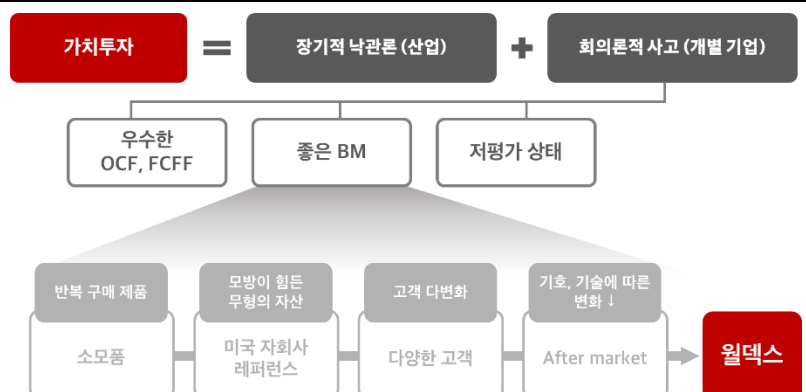 가치투자 = 장기적 낙관론 (산업) + 회의론적 사고 (개별 기업)
우수한
OCF, FCFF
좋은 BM
저평가 상태
반복 구매 제품
모방이 힘든
무형의 자산
고객 다변화
기호, 기술에 따른
변화 ↓
소모품
미국 자회사
레퍼런스
다양한 고객
After market
월덱스